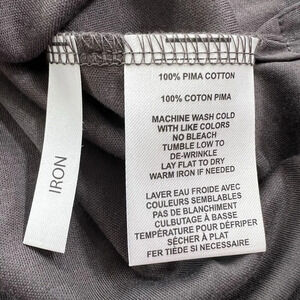 IRON
100% PIMA COTTON
100% COTON PIMA
MACHINE WASH COLD
WITH LIKE COLORS
NO BLEACH
TUMBLE LOW TO
DE-WRINKLE
LAY FLAT TO DRY
WARM IRON IF NEEDED
LAVER EAU FROIDE AVEC
COULEURS SEMBLABLES
PAS DE BLANCHIMENT
CULBUTAGE À BASSE
TEMPÉRATURE POUR DÉFRIPER
SÉCHER À PLAT
FER TIÈDE SI NECESSAIRE